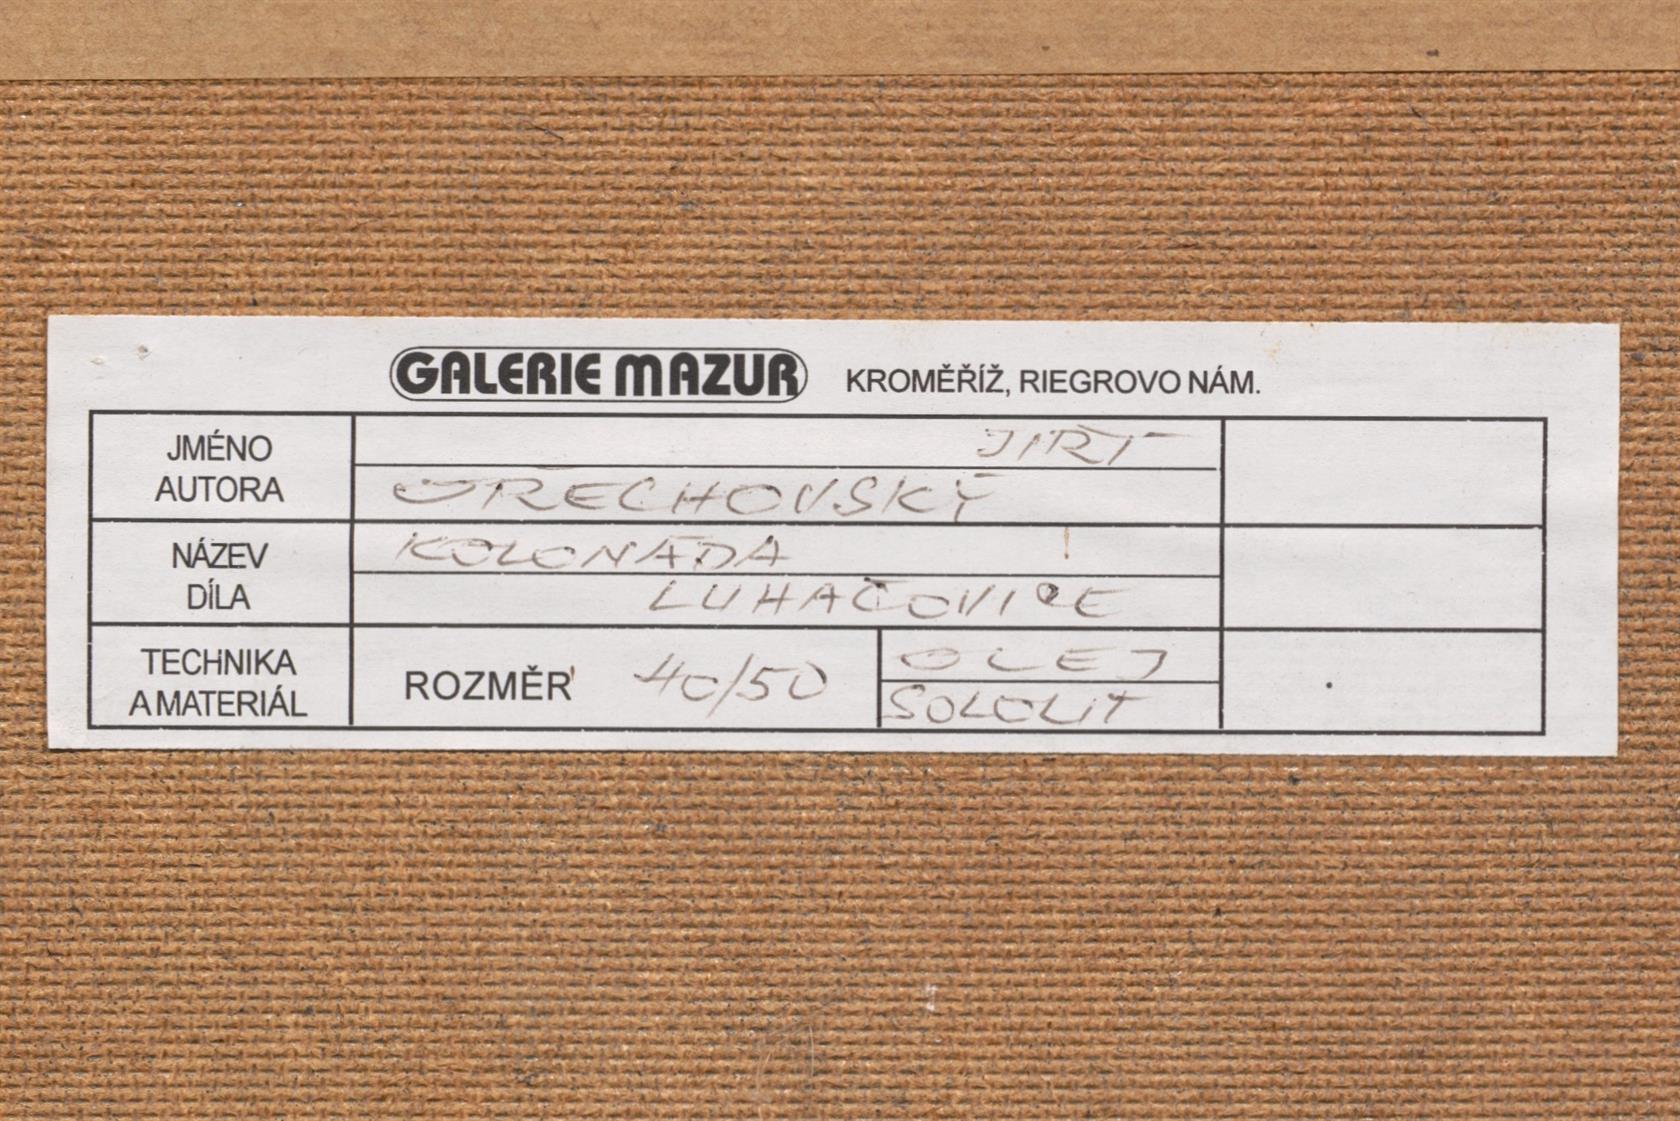 GALERIE MAZUR KROMĚŘÍŽ, RIEGROVO NÁM.
JMÉNO
AUTORA
JIŘÍ
OŘECHOVSKÝ
NÁZEV
DÍLA
KOLONÁDA
LUHAČOVICE
TECHNIKA
A MATERIÁL
ROZMĚR 40/50
OLEJ
SOLOLIT